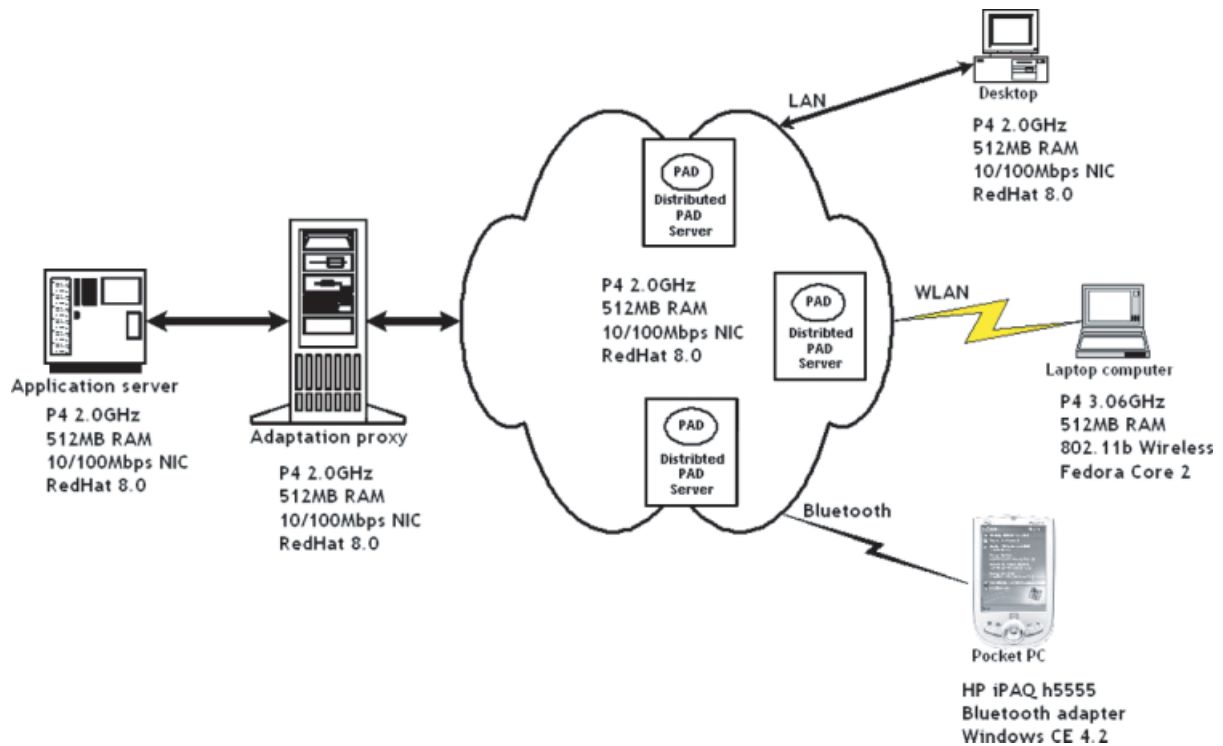 LAN
Desktop
P4 2.0GHz
512MB RAM
10/100Mbps NIC
RedHat 8.0
PAD
Distributed
PAD
Server
P4 2.0GHz
512MB RAM
10/100Mbps NIC
RedHat 8.0
PAD
Distribted
PAD
Server
WLAN
Laptop computer
P4 3.06GHz
512MB RAM
802.11b Wireless
Fedora Core 2
Application server
P4 2.0GHz
512MB RAM
10/100Mbps NIC
RedHat 8.0
Adaptation proxy
P4 2.0GHz
512MB RAM
10/100Mbps NIC
RedHat 8.0
PAD
Distribted
PAD
Server
Bluetooth
Pocket PC
HP iPAQ h5555
Bluetooth adapter
Windows CE 4.2